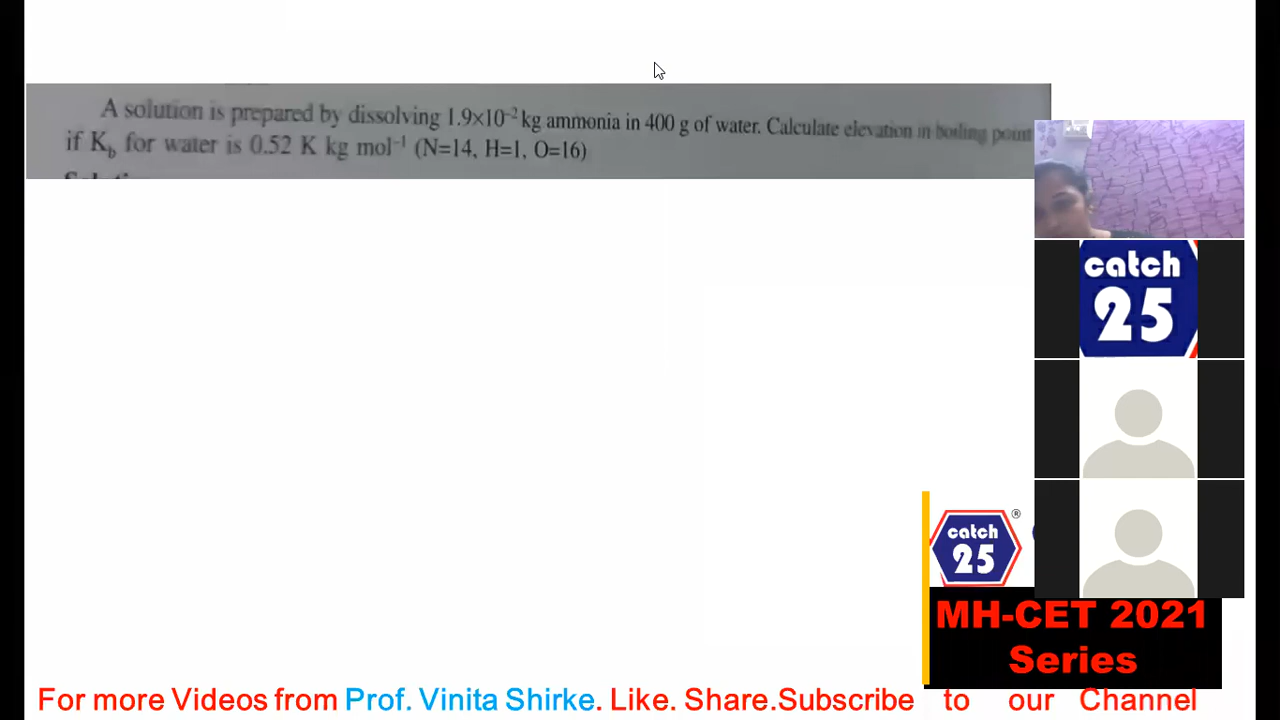 A solution is prepared by dissolving 1.9×10⁻² kg ammonia in 400 g of water. Calculate elevation in boiling point
if K_b for water is 0.52 K kg mol⁻¹ (N=14, H=1, O=16)
catch
25
catch
25
®
MH-CET 2021
Series
For more Videos from Prof. Vinita Shirke. Like. Share.Subscribe to our Channel